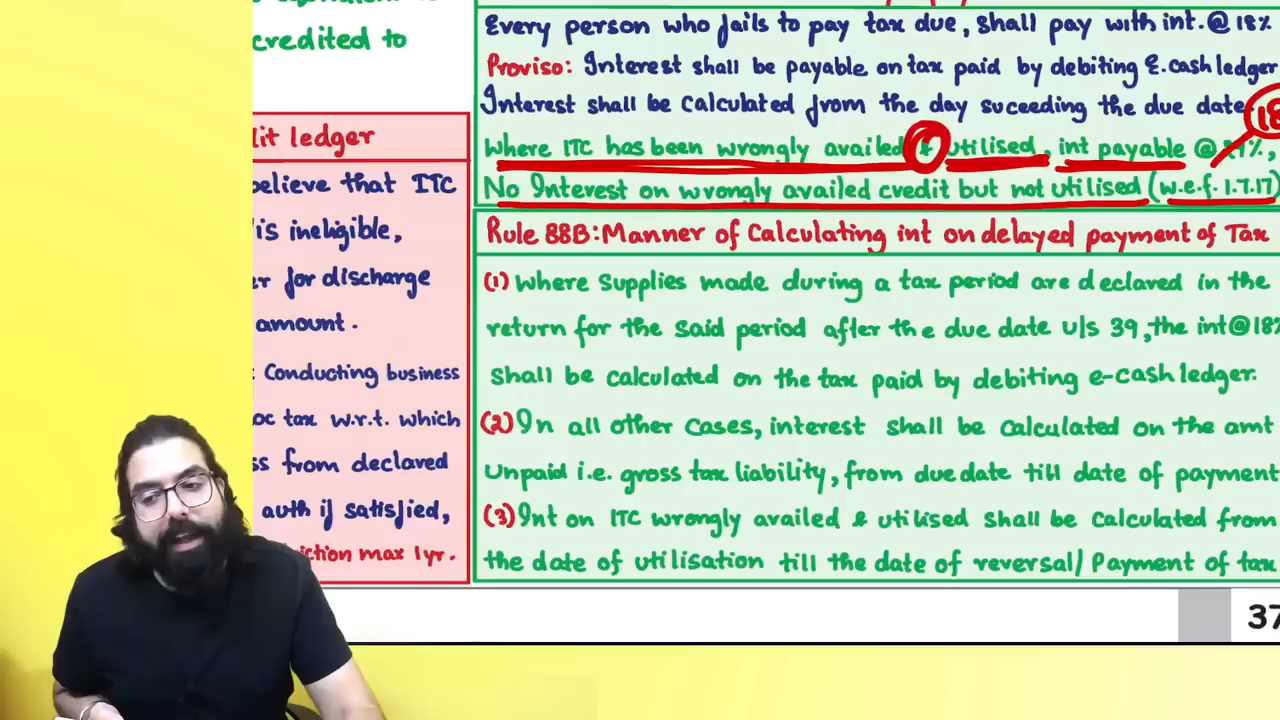 credited to
Every person who fails to pay tax due, shall pay with int.@ 18%
Proviso: Interest shall be payable on tax paid by debiting E.cash ledger
Interest shall be Calculated from the day suceeding the due date
Where ITC has been wrongly availed & utilised, int payable @
18
No Interest on wrongly availed credit but not utilised (w.e.f. 1.7.17)
lit ledger
believe that ITC
is ineligible,
er for discharge
amount.
: Conducting business
oc tax w.r.t. which
ss from declared
auth if satisfied,
iction max 1yr.
Rule 88B: Manner of Calculating int on delayed payment of Tax
(1) Where Supplies made during a tax period are declared in the
return for the said period after the due date u/s 39, the int@18%
Shall be calculated on the tax paid by debiting e-cash ledger.
(2) In all other cases, interest shall be Calculated on the amt
Unpaid i.e. gross tax liability, from due date till date of payment
(3) Int on ITC wrongly availed & utilised Shall be Calculated from
the date of utilisation till the date of reversal/ Payment of tax
37